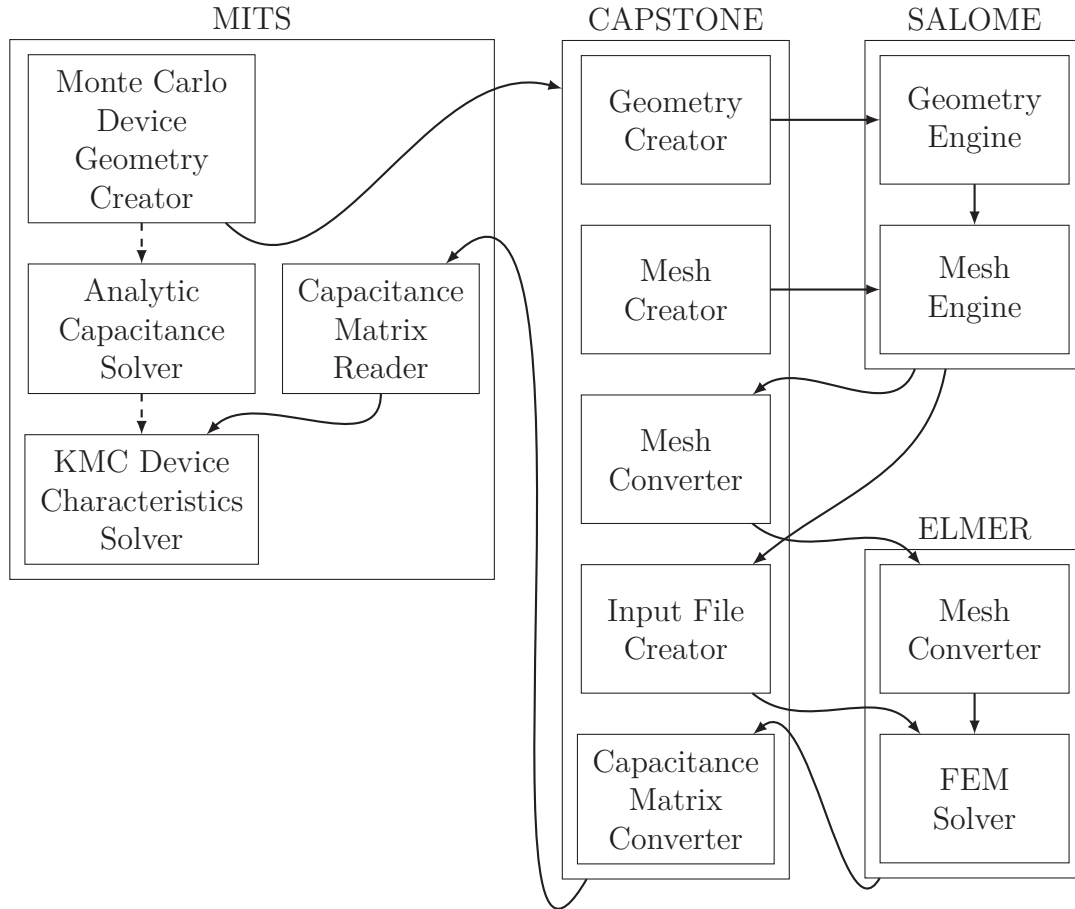 MITS
Monte Carlo
Device
Geometry
Creator
Analytic
Capacitance
Solver
Capacitance
Matrix
Reader
KMC Device
Characteristics
Solver
CAPSTONE
Geometry
Creator
Mesh
Creator
Mesh
Converter
Input File
Creator
Capacitance
Matrix
Converter
SALOME
Geometry
Engine
Mesh
Engine
ELMER
Mesh
Converter
FEM
Solver